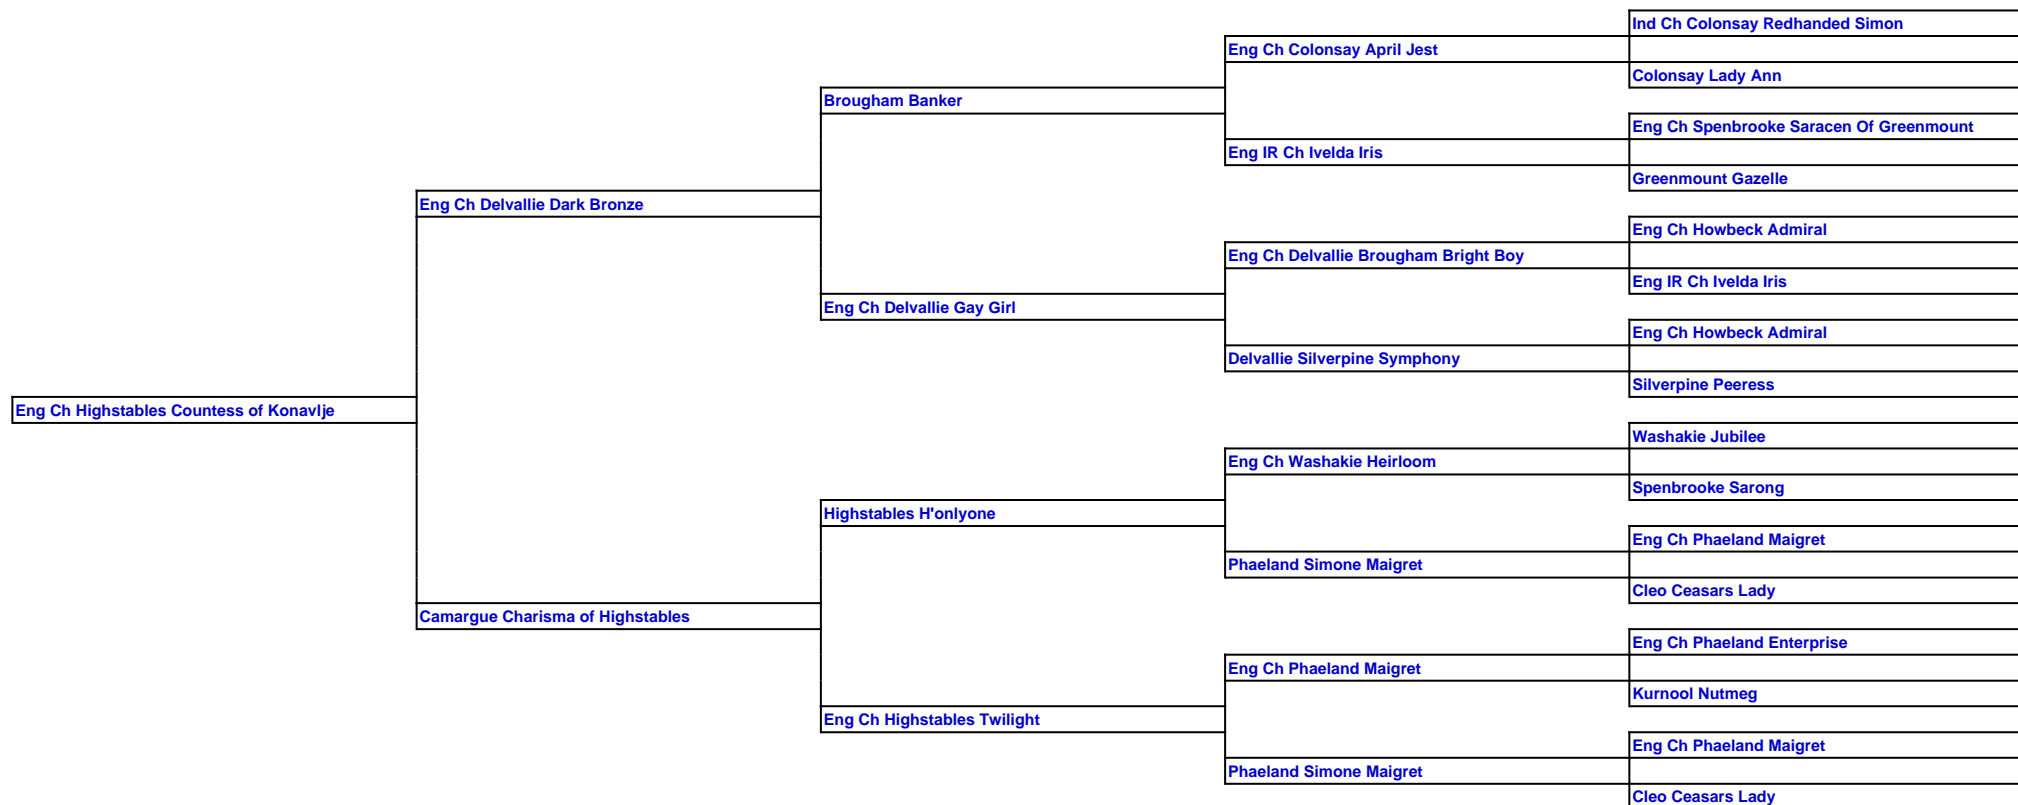 Ind Ch Colonsay Redhanded Simon
Eng Ch Colonsay April Jest
Colonsay Lady Ann
Brougham Banker
Eng Ch Spenbrooke Saracen Of Greenmount
Eng IR Ch Ivelda Iris
Greenmount Gazelle
Eng Ch Delvallie Dark Bronze
Eng Ch Howbeck Admiral
Eng Ch Delvallie Brougham Bright Boy
Eng IR Ch Ivelda Iris
Eng Ch Delvallie Gay Girl
Eng Ch Howbeck Admiral
Delvallie Silverpine Symphony
Silverpine Peeress
Eng Ch Highstables Countess of Konavlje
Washakie Jubilee
Eng Ch Washakie Heirloom
Spenbrooke Sarong
Highstables H'onlyone
Eng Ch Phaeland Maigret
Phaeland Simone Maigret
Cleo Ceasars Lady
Camargue Charisma of Highstables
Eng Ch Phaeland Enterprise
Eng Ch Phaeland Maigret
Kurnool Nutmeg
Eng Ch Highstables Twilight
Eng Ch Phaeland Maigret
Phaeland Simone Maigret
Cleo Ceasars Lady